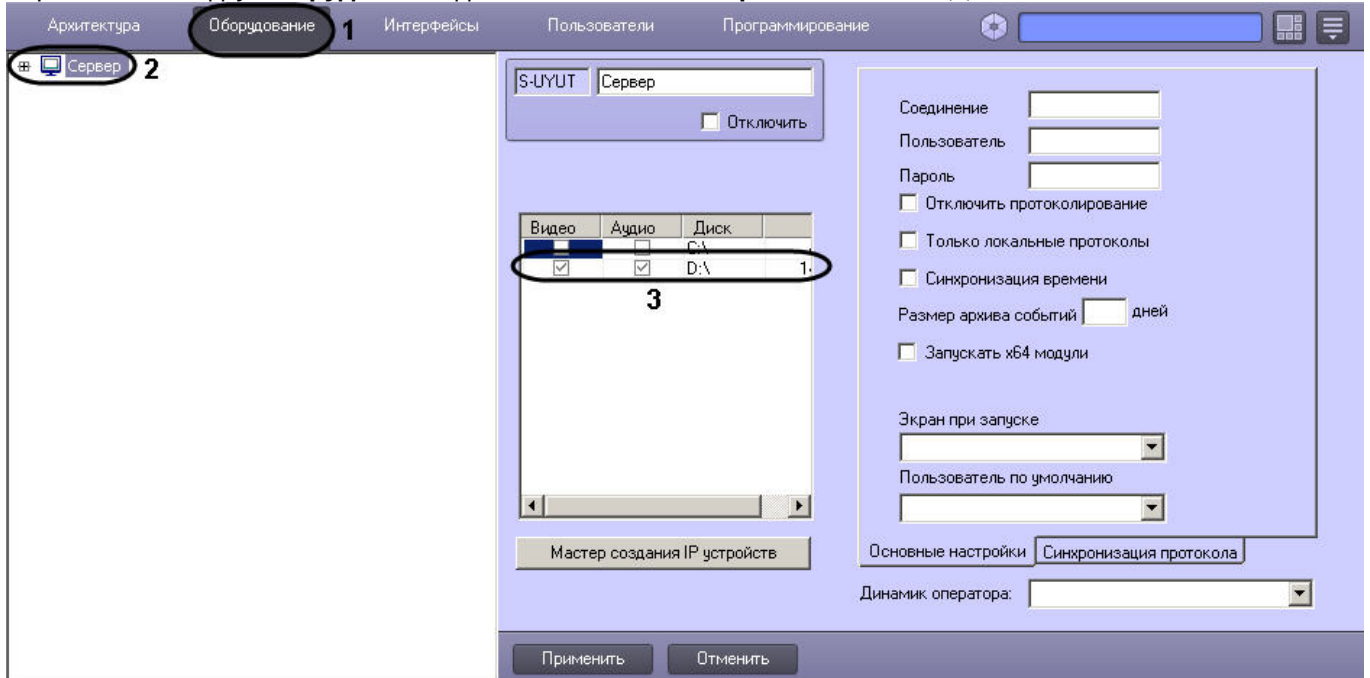 Архитектура Оборудование 1 Интерфейсы Пользователи Программирование
Сервер 2
S-UYUT Сервер
Отключить
Видео Аудио Диск
C:\
D:\ 1
3
Мастер создания IP устройств
Соединение
Пользователь
Пароль
Отключить протоколирование
Только локальные протоколы
Синхронизация времени
Размер архива событий дней
Запускать x64 модули
Экран при запуске
Пользователь по умолчанию
Основные настройки Синхронизация протокола
Динамик оператора:
Применить Отменить